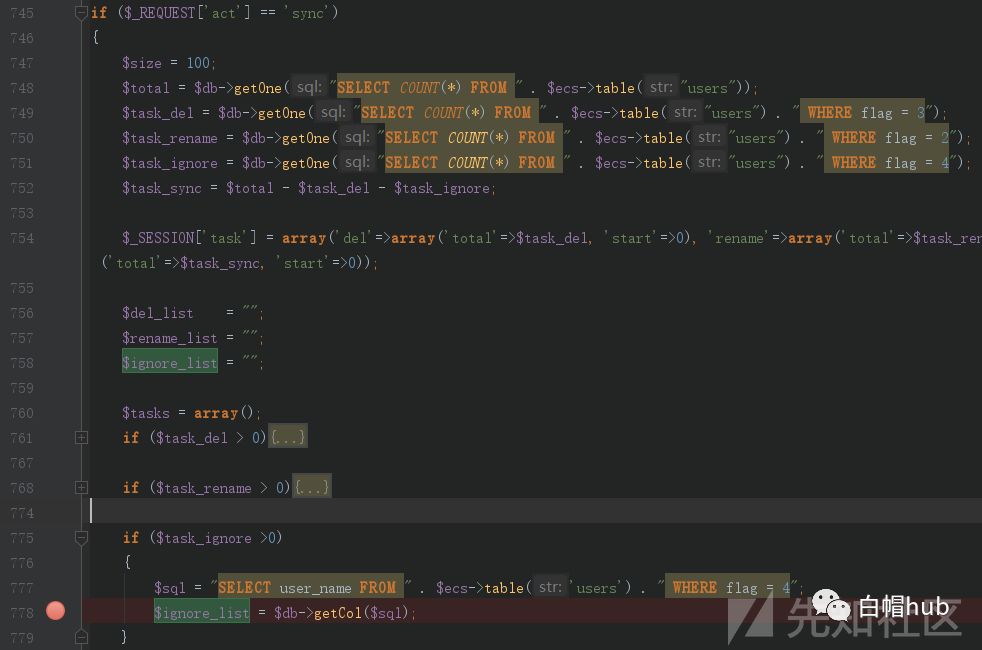 745 if ($_REQUEST['act'] == 'sync')
746 {
747 $size = 100;
748 $total = $db->getOne( sql: "SELECT COUNT(*) FROM " . $ecs->table( str: "users"));
749 $task_del = $db->getOne( sql: "SELECT COUNT(*) FROM " . $ecs->table( str: "users") . " WHERE flag = 3");
750 $task_rename = $db->getOne( sql: "SELECT COUNT(*) FROM " . $ecs->table( str: "users") . " WHERE flag = 2");
751 $task_ignore = $db->getOne( sql: "SELECT COUNT(*) FROM " . $ecs->table( str: "users") . " WHERE flag = 4");
752 $task_sync = $total - $task_del - $task_ignore;
753
754 $_SESSION['task'] = array('del'=>array('total'=>$task_del, 'start'=>0), 'rename'=>array('total'=>$task_ren
('total'=>$task_sync, 'start'=>0));
755
756 $del_list = "";
757 $rename_list = "";
758 $ignore_list = "";
759
760 $tasks = array();
761 if ($task_del > 0){...}
767
768 if ($task_rename > 0){...}
774
775 if ($task_ignore >0)
776 {
777 $sql = "SELECT user_name FROM " . $ecs->table( str: 'users') . " WHERE flag = 4";
778 $ignore_list = $db->getCol($sql);
779 }
白帽hub
先知社区